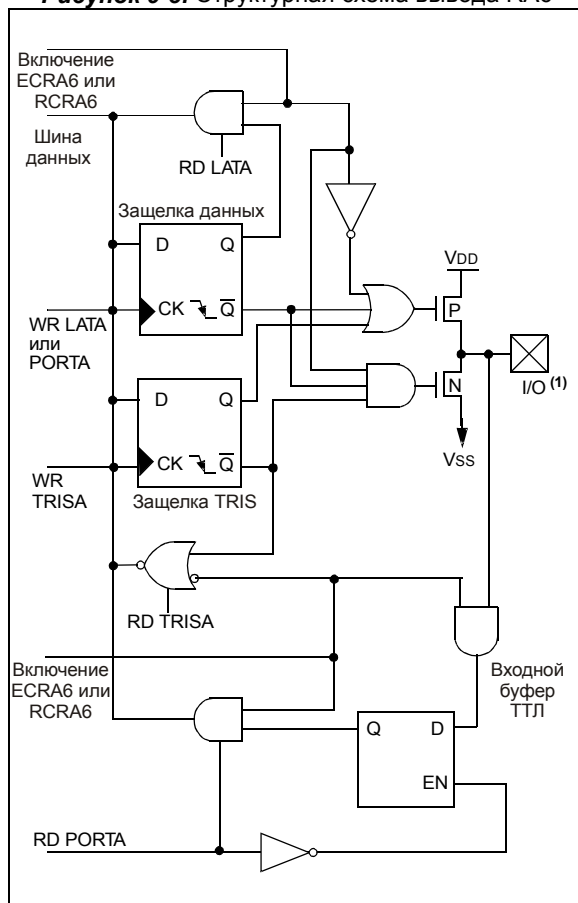 Рисунок 9-3. Структурная схема вывода RA6
Включение
ECRA6 или
RCRA6
Шина
данных
RD LATA
Защелка данных
D Q
VDD
P
WR LATA
или
PORTA
CK Q
I/O (1)
D Q
N
WR
TRISA
CK Q
Vss
Защелка TRIS
RD TRISA
Включение
ECRA6 или
RCRA6
Входной
буфер
ТТЛ
Q D
EN
RD PORTA